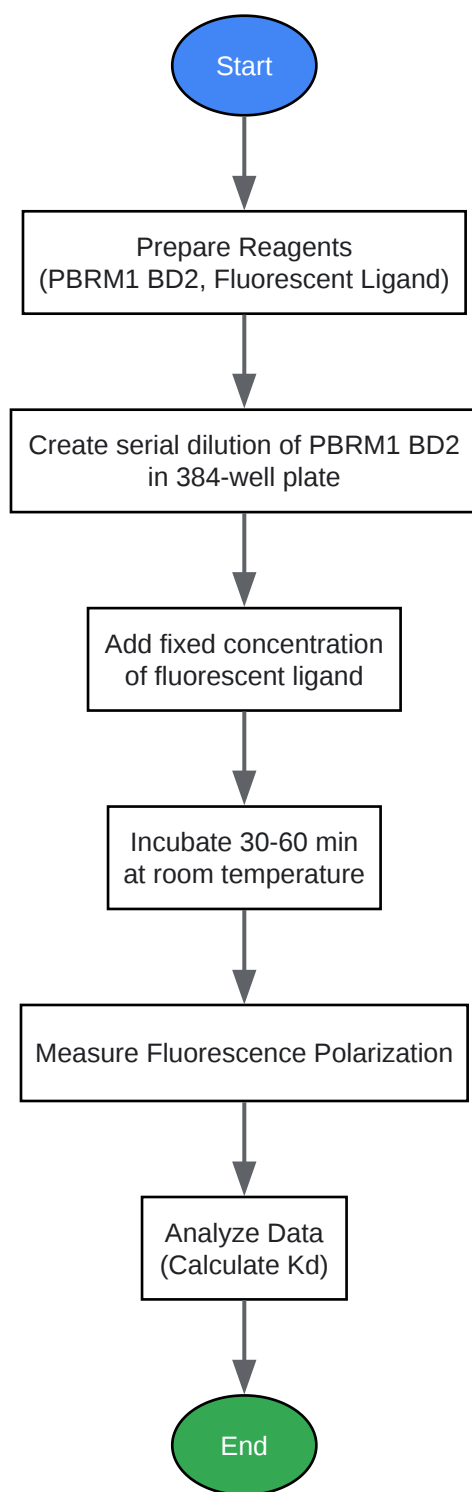 Start
Prepare Reagents
(PBRM1 BD2, Fluorescent Ligand)
Create serial dilution of PBRM1 BD2
in 384-well plate
Add fixed concentration
of fluorescent ligand
Incubate 30-60 min
at room temperature
Measure Fluorescence Polarization
Analyze Data
(Calculate Kd)
End